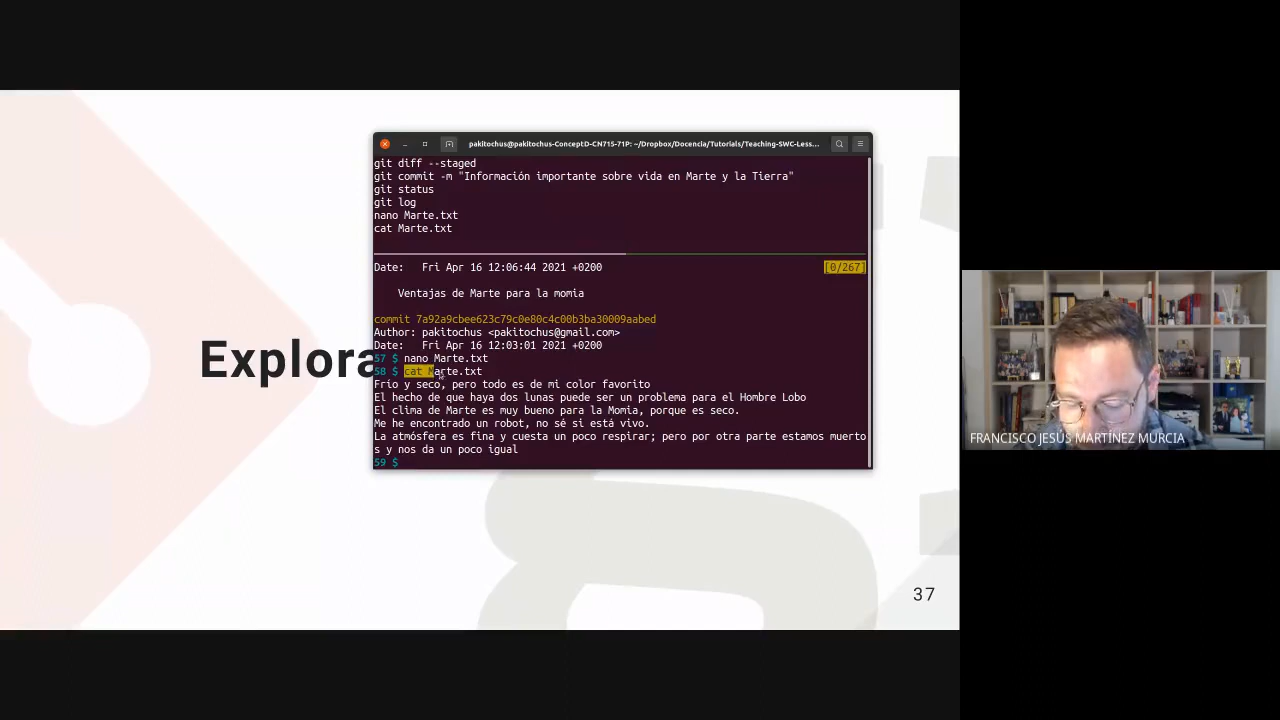 pakitochus@pakitochus-ConceptD-CN715-71P: ~/Dropbox/Docencia/Tutorials/Teaching-SWC-Less...
git diff --staged
git commit -m "Información importante sobre vida en Marte y la Tierra"
git status
git log
nano Marte.txt
cat Marte.txt
Date:   Fri Apr 16 12:06:44 2021 +0200
[0/267]
Ventajas de Marte para la momia
commit 7a92a9cbee623c79c0e80c4c00b3ba30009aabed
Author: pakitochus <pakitochus@gmail.com>
Date:   Fri Apr 16 12:03:01 2021 +0200
57 $ nano Marte.txt
58 $ cat Marte.txt
Frío y seco, pero todo es de mi color favorito
El hecho de que haya dos lunas puede ser un problema para el Hombre Lobo
El clima de Marte es muy bueno para la Momia, porque es seco.
Me he encontrado un robot, no sé si está vivo.
La atmósfera es fina y cuesta un poco respirar; pero por otra parte estamos muerto
s y nos da un poco igual
59 $
Explora
37
FRANCISCO JESÚS MARTÍNEZ MURCIA